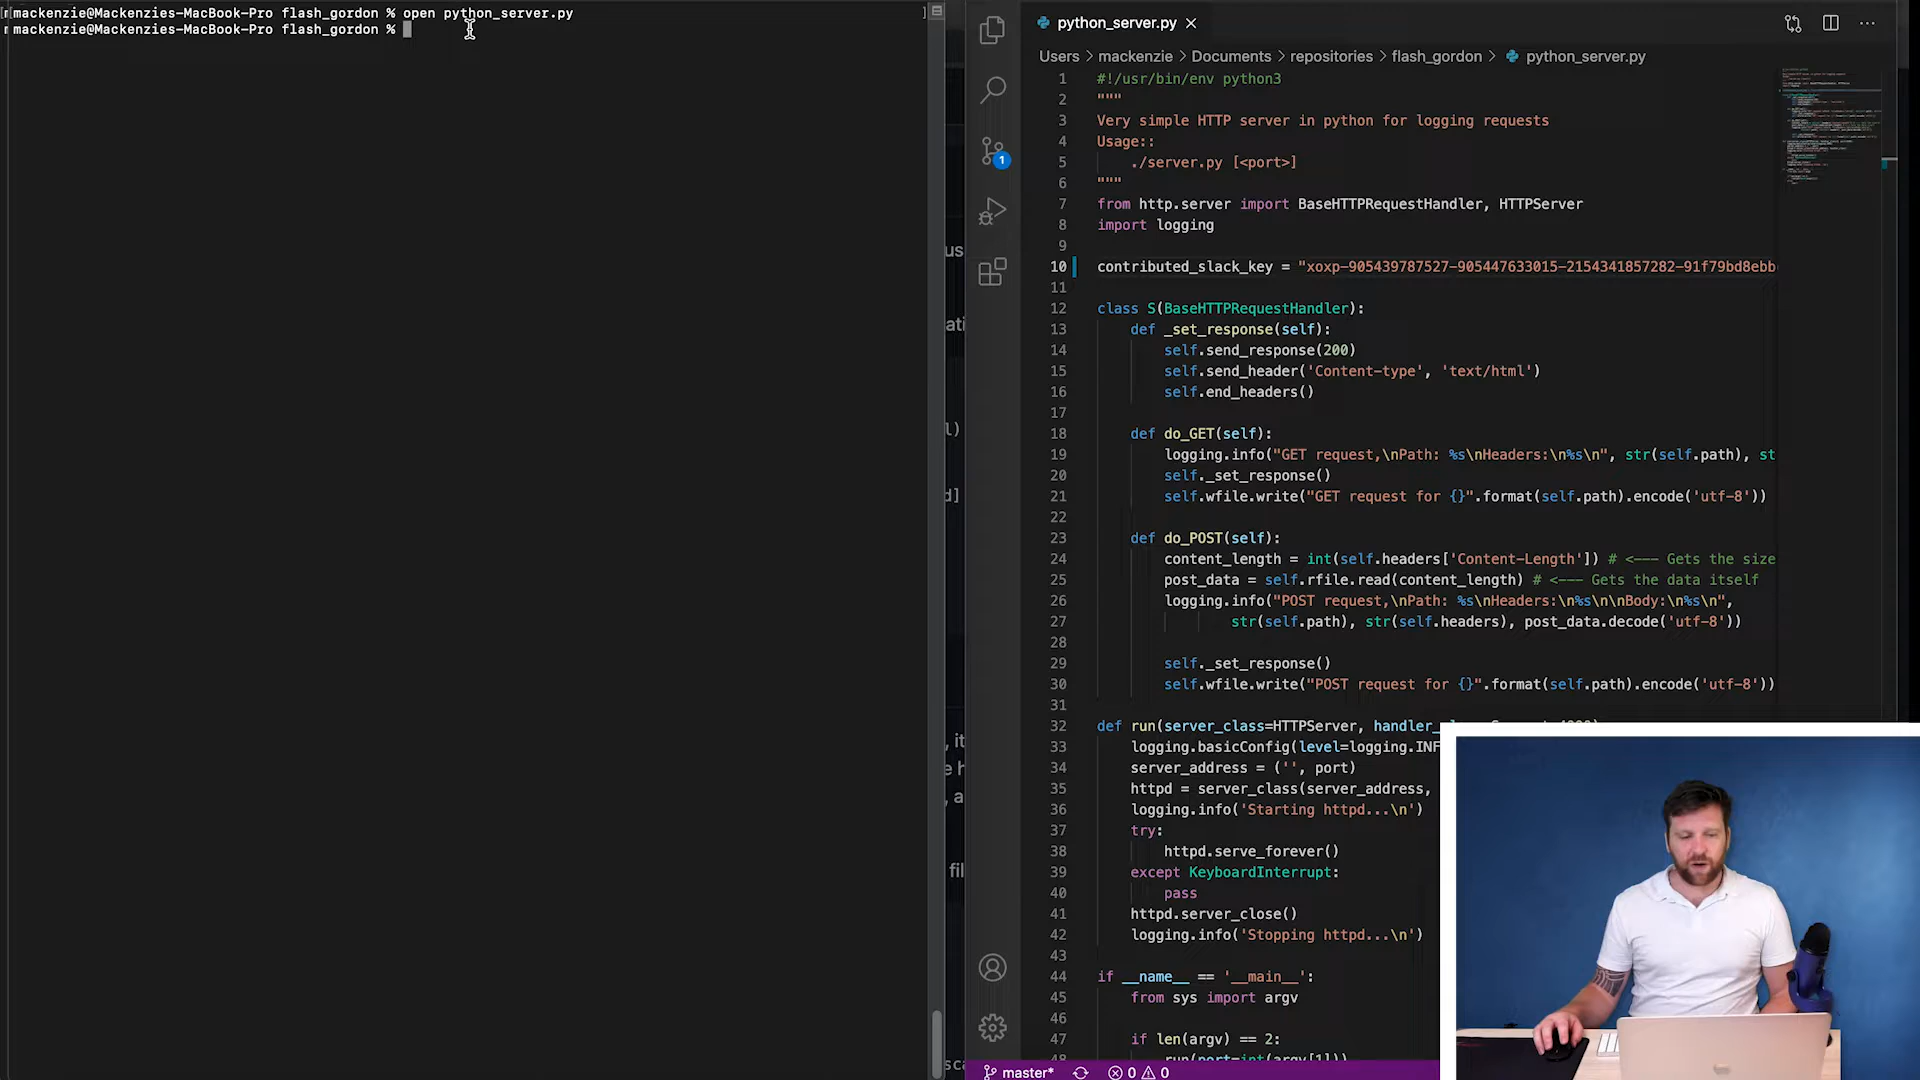 mackenzie@Mackenzies-MacBook-Pro flash_gordon % open python_server.py
mackenzie@Mackenzies-MacBook-Pro flash_gordon %
python_server.py
Users > mackenzie > Documents > repositories > flash_gordon > python_server.py
1 #!/usr/bin/env python3
2 """
3 Very simple HTTP server in python for logging requests
4 Usage::
5 ./server.py [<port>]
6 """
7 from http.server import BaseHTTPRequestHandler, HTTPServer
8 import logging
9
10 contributed_slack_key = "xoxp-905439787527-905447633015-2154341857282-91f79bd8ebb
11
12 class S(BaseHTTPRequestHandler):
13 def _set_response(self):
14 self.send_response(200)
15 self.send_header('Content-type', 'text/html')
16 self.end_headers()
17
18 def do_GET(self):
19 logging.info("GET request,\nPath: %s\nHeaders:\n%s\n", str(self.path), st
20 self._set_response()
21 self.wfile.write("GET request for {}".format(self.path).encode('utf-8'))
22
23 def do_POST(self):
24 content_length = int(self.headers['Content-Length']) # <--- Gets the size
25 post_data = self.rfile.read(content_length) # <--- Gets the data itself
26 logging.info("POST request,\nPath: %s\nHeaders:\n%s\n\nBody:\n%s\n",
27 str(self.path), str(self.headers), post_data.decode('utf-8'))
28
29 self._set_response()
30 self.wfile.write("POST request for {}".format(self.path).encode('utf-8'))
31
32 def run(server_class=HTTPServer, handler_
33 logging.basicConfig(level=logging.INF
34 server_address = ('', port)
35 httpd = server_class(server_address,
36 logging.info('Starting httpd...\n')
37 try:
38 httpd.serve_forever()
39 except KeyboardInterrupt:
40 pass
41 httpd.server_close()
42 logging.info('Stopping httpd...\n')
43
44 if __name__ == '__main__':
45 from sys import argv
46
47 if len(argv) == 2:
48 run(port=int(argv[1]))
1
master* 0 0